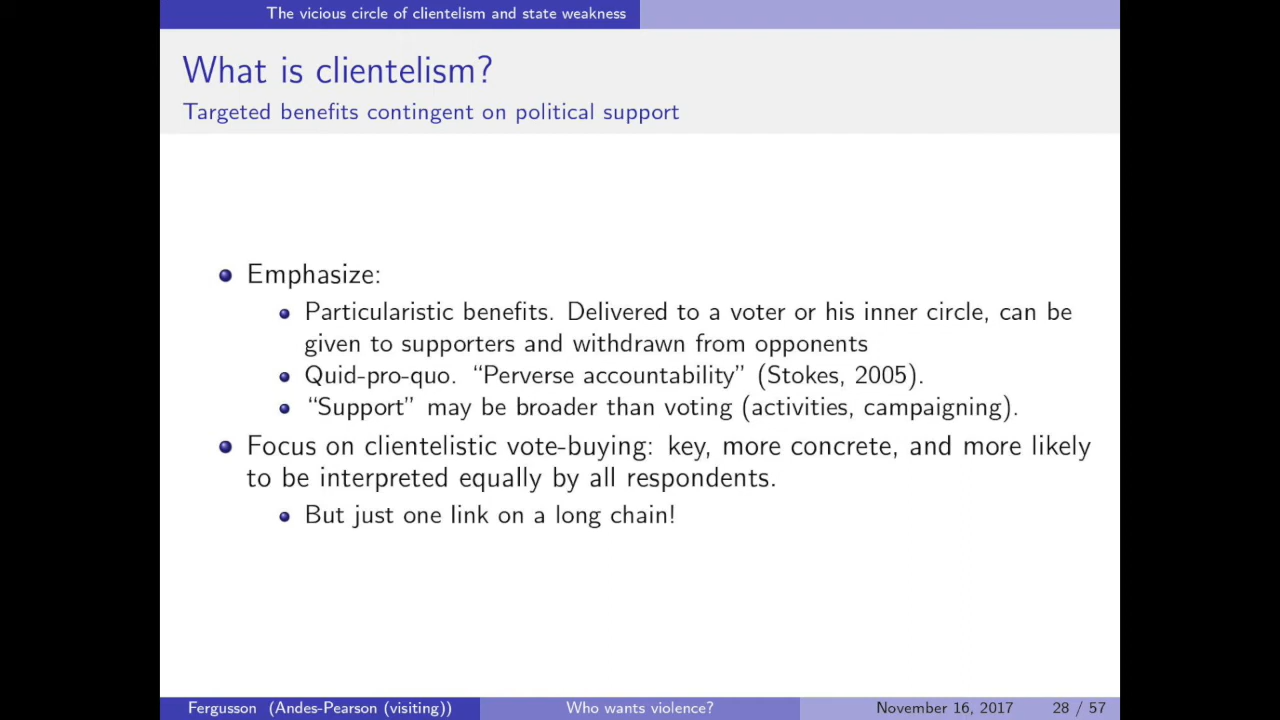 The vicious circle of clientelism and state weakness
What is clientelism?
Targeted benefits contingent on political support
Emphasize:
Particularistic benefits. Delivered to a voter or his inner circle, can be
given to supporters and withdrawn from opponents
Quid-pro-quo. “Perverse accountability” (Stokes, 2005).
“Support” may be broader than voting (activities, campaigning).
Focus on clientelistic vote-buying: key, more concrete, and more likely
to be interpreted equally by all respondents.
But just one link on a long chain!
Fergusson (Andes-Pearson (visiting)) Who wants violence? November 16, 2017 28 / 57